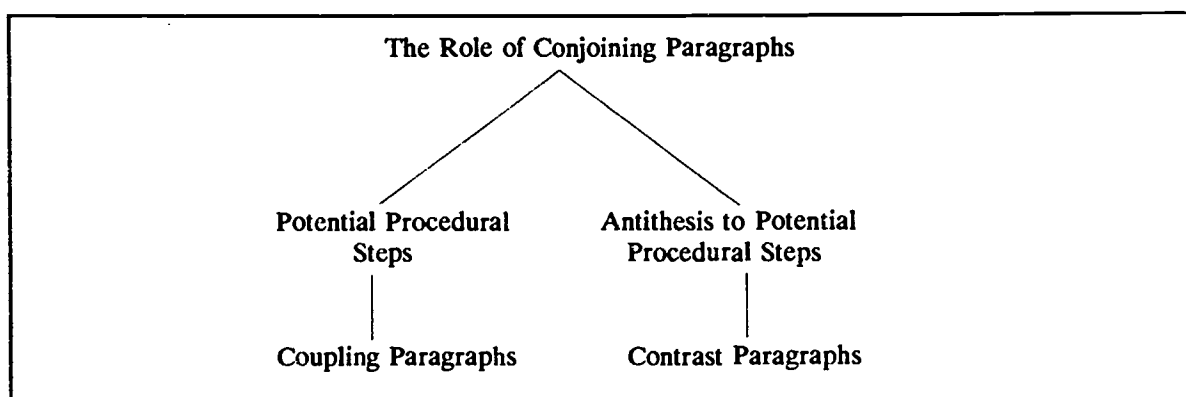 The Role of Conjoining Paragraphs
Potential Procedural
Steps
Antithesis to Potential
Procedural Steps
Coupling Paragraphs
Contrast Paragraphs